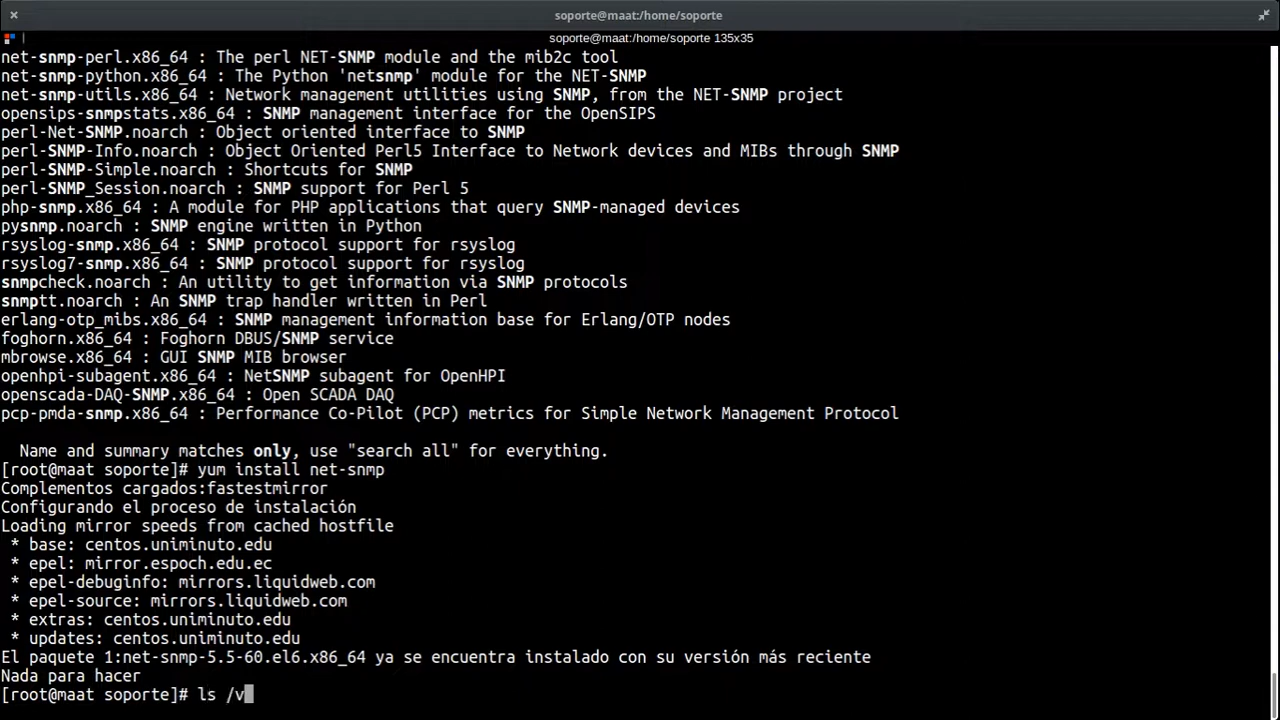 soporte@maat:/home/soporte
soporte@maat:/home/soporte 135x35
net-snmp-perl.x86_64 : The perl NET-SNMP module and the mib2c tool
net-snmp-python.x86_64 : The Python 'netsnmp' module for the NET-SNMP
net-snmp-utils.x86_64 : Network management utilities using SNMP, from the NET-SNMP project
opensips-snmpstats.x86_64 : SNMP management interface for the OpenSIPS
perl-Net-SNMP.noarch : Object oriented interface to SNMP
perl-SNMP-Info.noarch : Object Oriented Perl5 Interface to Network devices and MIBs through SNMP
perl-SNMP-Simple.noarch : Shortcuts for SNMP
perl-SNMP_Session.noarch : SNMP support for Perl 5
php-snmp.x86_64 : A module for PHP applications that query SNMP-managed devices
pysnmp.noarch : SNMP engine written in Python
rsyslog-snmp.x86_64 : SNMP protocol support for rsyslog
rsyslog7-snmp.x86_64 : SNMP protocol support for rsyslog
snmpcheck.noarch : An utility to get information via SNMP protocols
snmptt.noarch : An SNMP trap handler written in Perl
erlang-otp_mibs.x86_64 : SNMP management information base for Erlang/OTP nodes
foghorn.x86_64 : Foghorn DBUS/SNMP service
mbrowse.x86_64 : GUI SNMP MIB browser
openhpi-subagent.x86_64 : NetSNMP subagent for OpenHPI
openscada-DAQ-SNMP.x86_64 : Open SCADA DAQ
pcp-pmda-snmp.x86_64 : Performance Co-Pilot (PCP) metrics for Simple Network Management Protocol
Name and summary matches only, use "search all" for everything.
[root@maat soporte]# yum install net-snmp
Complementos cargados:fastestmirror
Configurando el proceso de instalación
Loading mirror speeds from cached hostfile
* base: centos.uniminuto.edu
* epel: mirror.espoch.edu.ec
* epel-debuginfo: mirrors.liquidweb.com
* epel-source: mirrors.liquidweb.com
* extras: centos.uniminuto.edu
* updates: centos.uniminuto.edu
El paquete 1:net-snmp-5.5-60.el6.x86_64 ya se encuentra instalado con su versión más reciente
Nada para hacer
[root@maat soporte]# ls /v